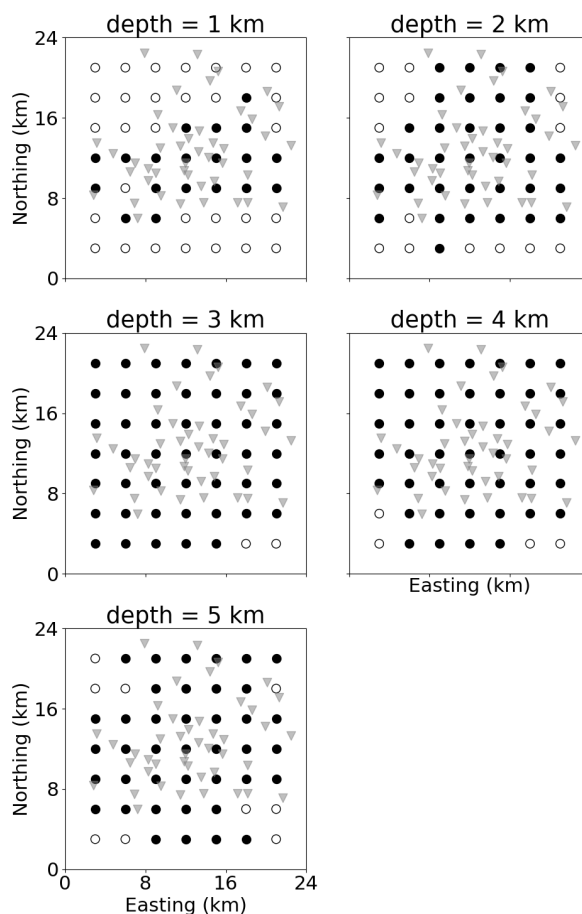 depth = 1 km
depth = 2 km
24
16
8
0
Northing (km)
depth = 3 km
depth = 4 km
24
16
8
0
Northing (km)
Easting (km)
depth = 5 km
24
16
8
0
Northing (km)
0
8
16
24
Easting (km)